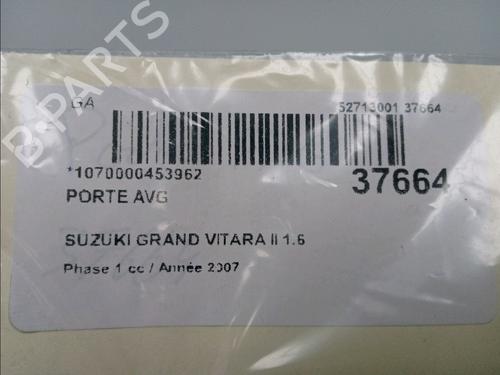 GA
52713001 37664
*1070000453962
37664
PORTE AVG
SUZUKI GRAND VITARA II 1.6
Phase 1 cc / Année 2007
B-PARTS